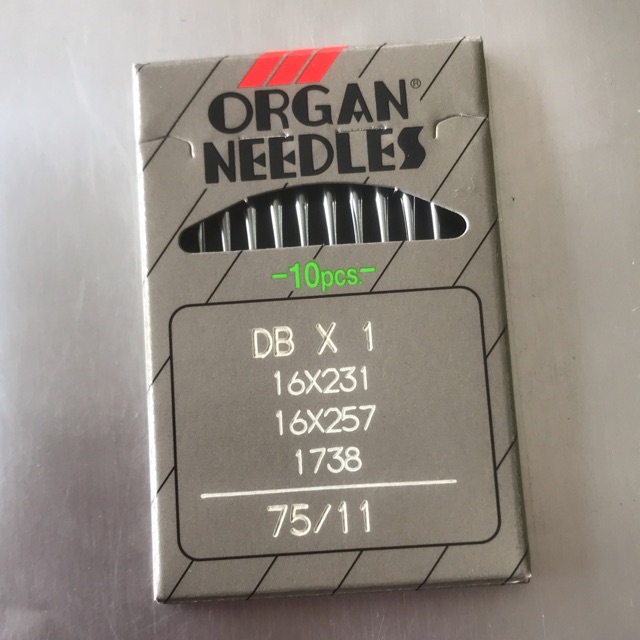 ORGAN®
NEEDLES
-10pcs.-
DB X 1
16X231
16X257
1738
75/11